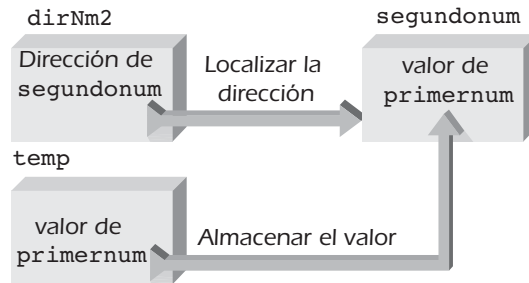 dirNm2
segundonum
Dirección de
segundonum
Localizar la
dirección
valor de
primernum
temp
valor de
primernum
Almacenar el valor